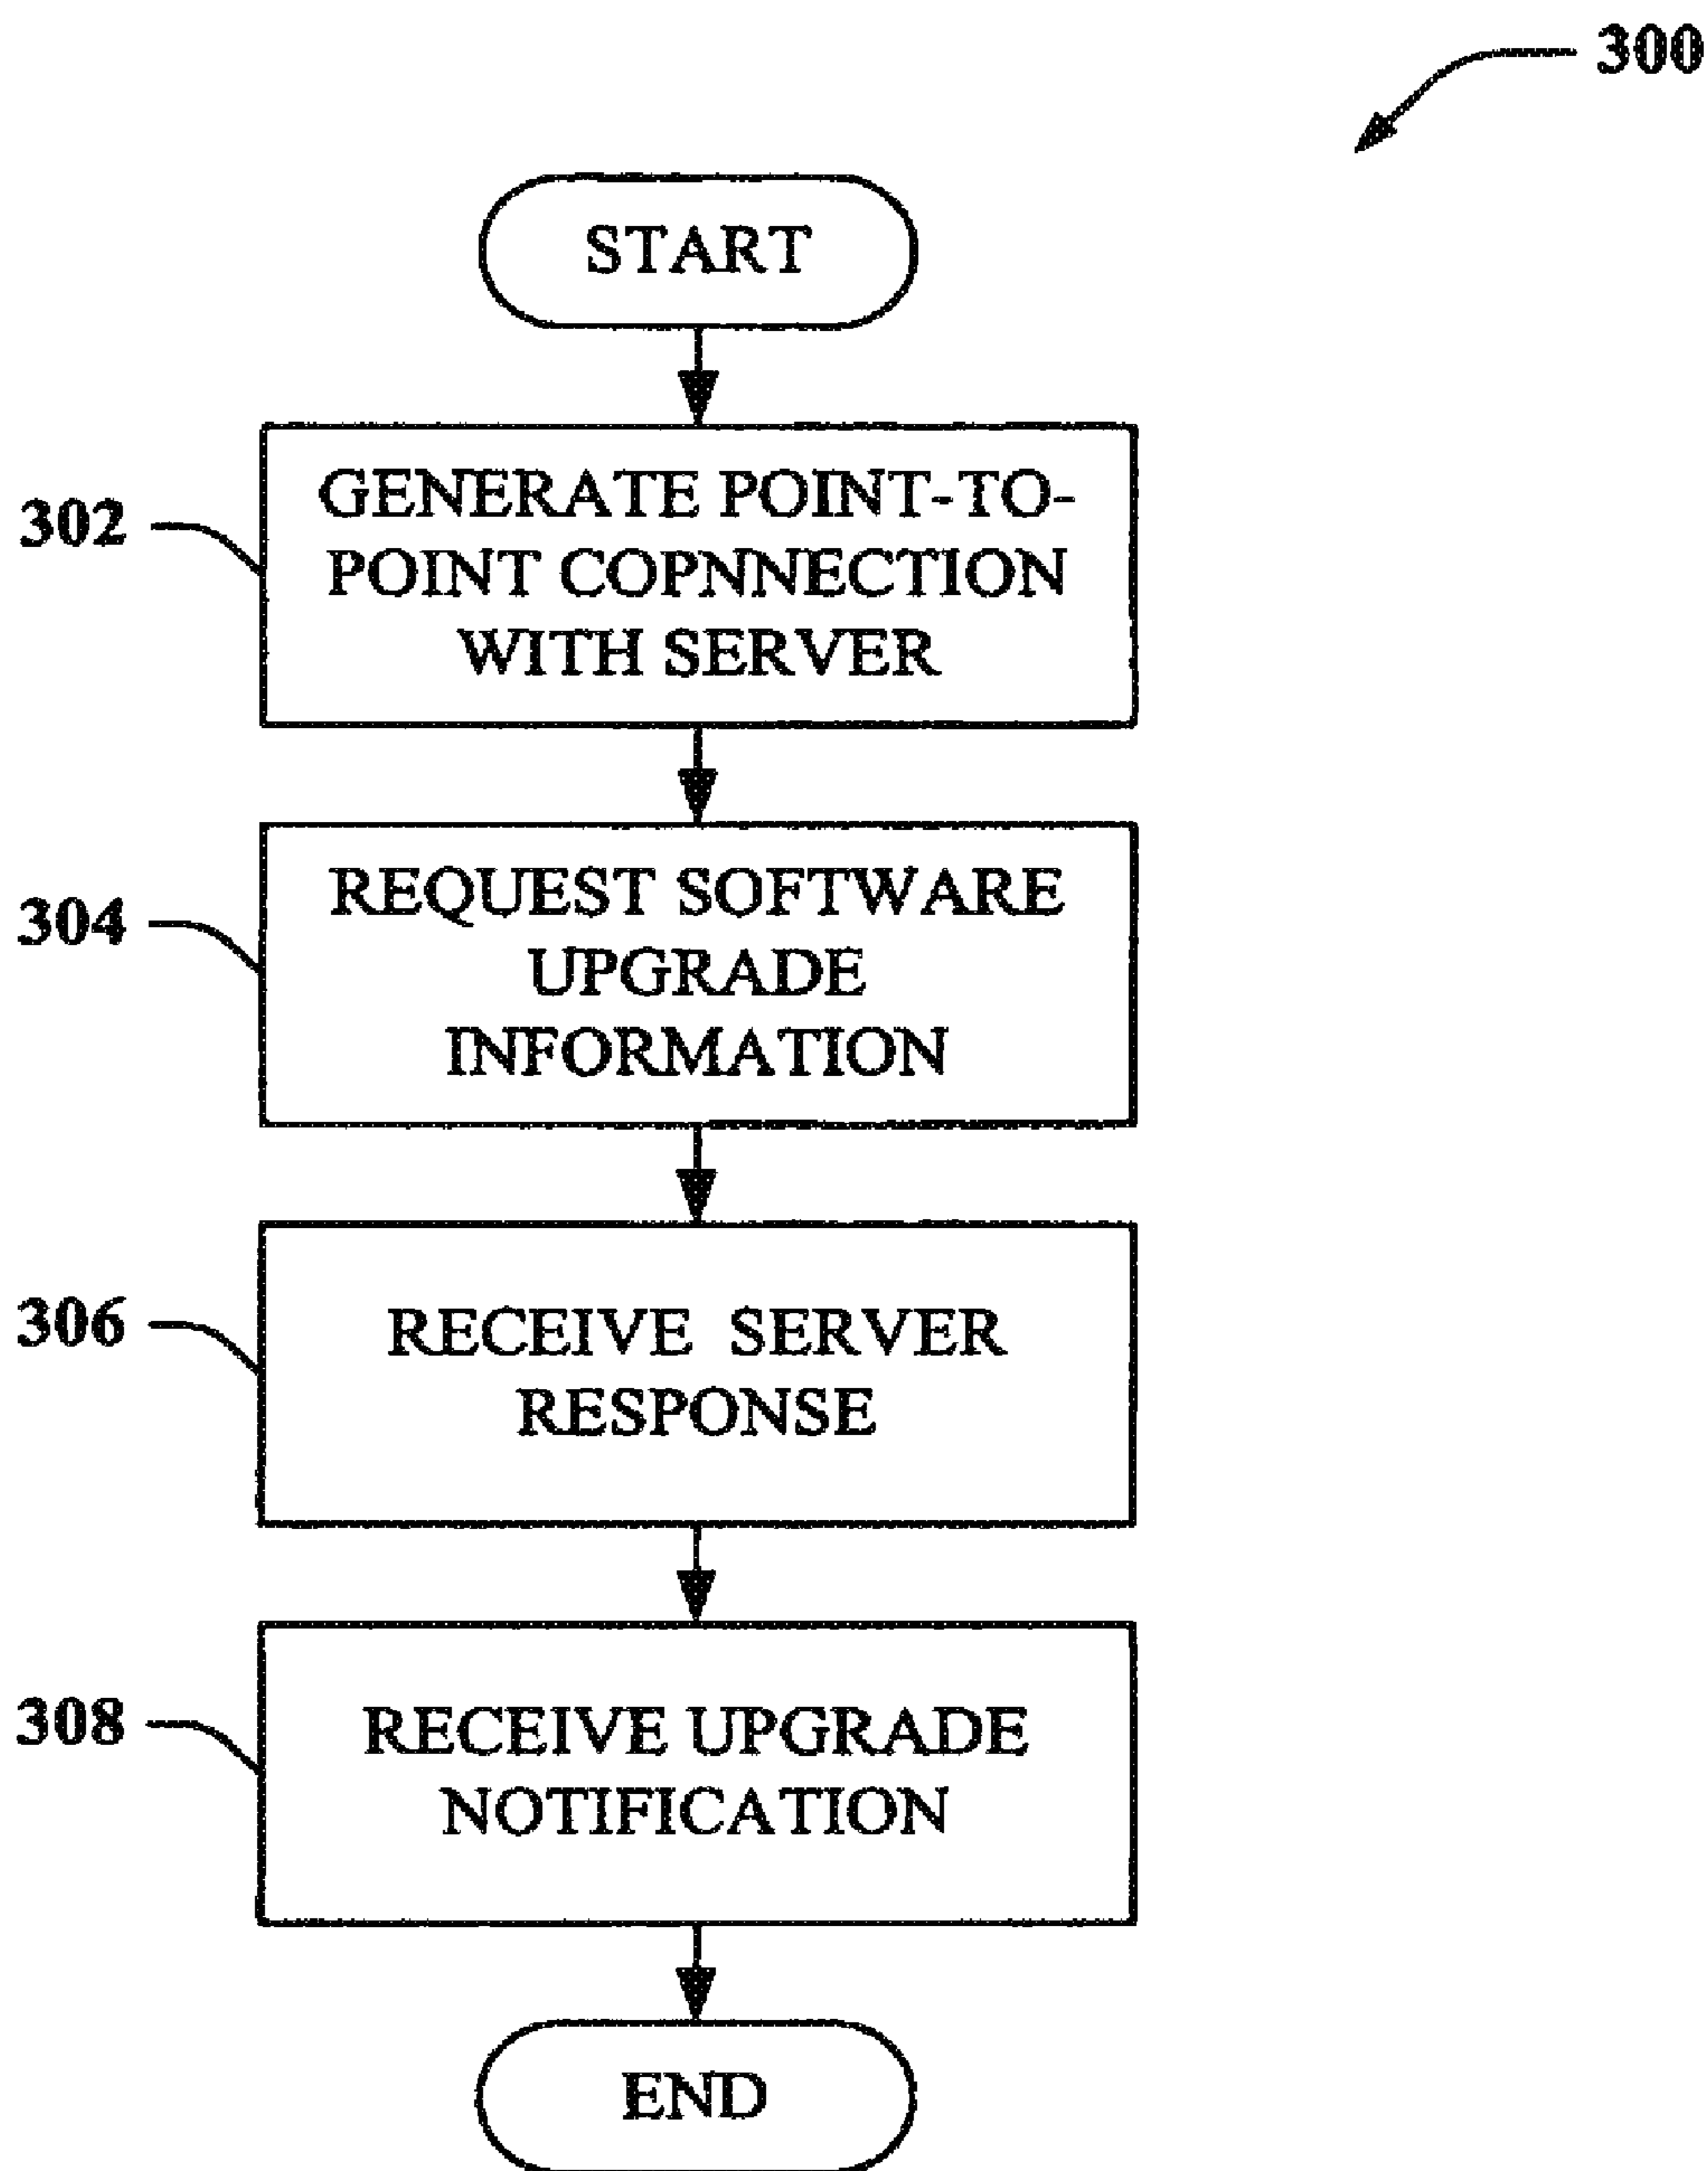 300
START
302
GENERATE POINT-TO-
POINT COPNNECTION
WITH SERVER
304
REQUEST SOFTWARE
UPGRADE
INFORMATION
306
RECEIVE SERVER
RESPONSE
308
RECEIVE UPGRADE
NOTIFICATION
END